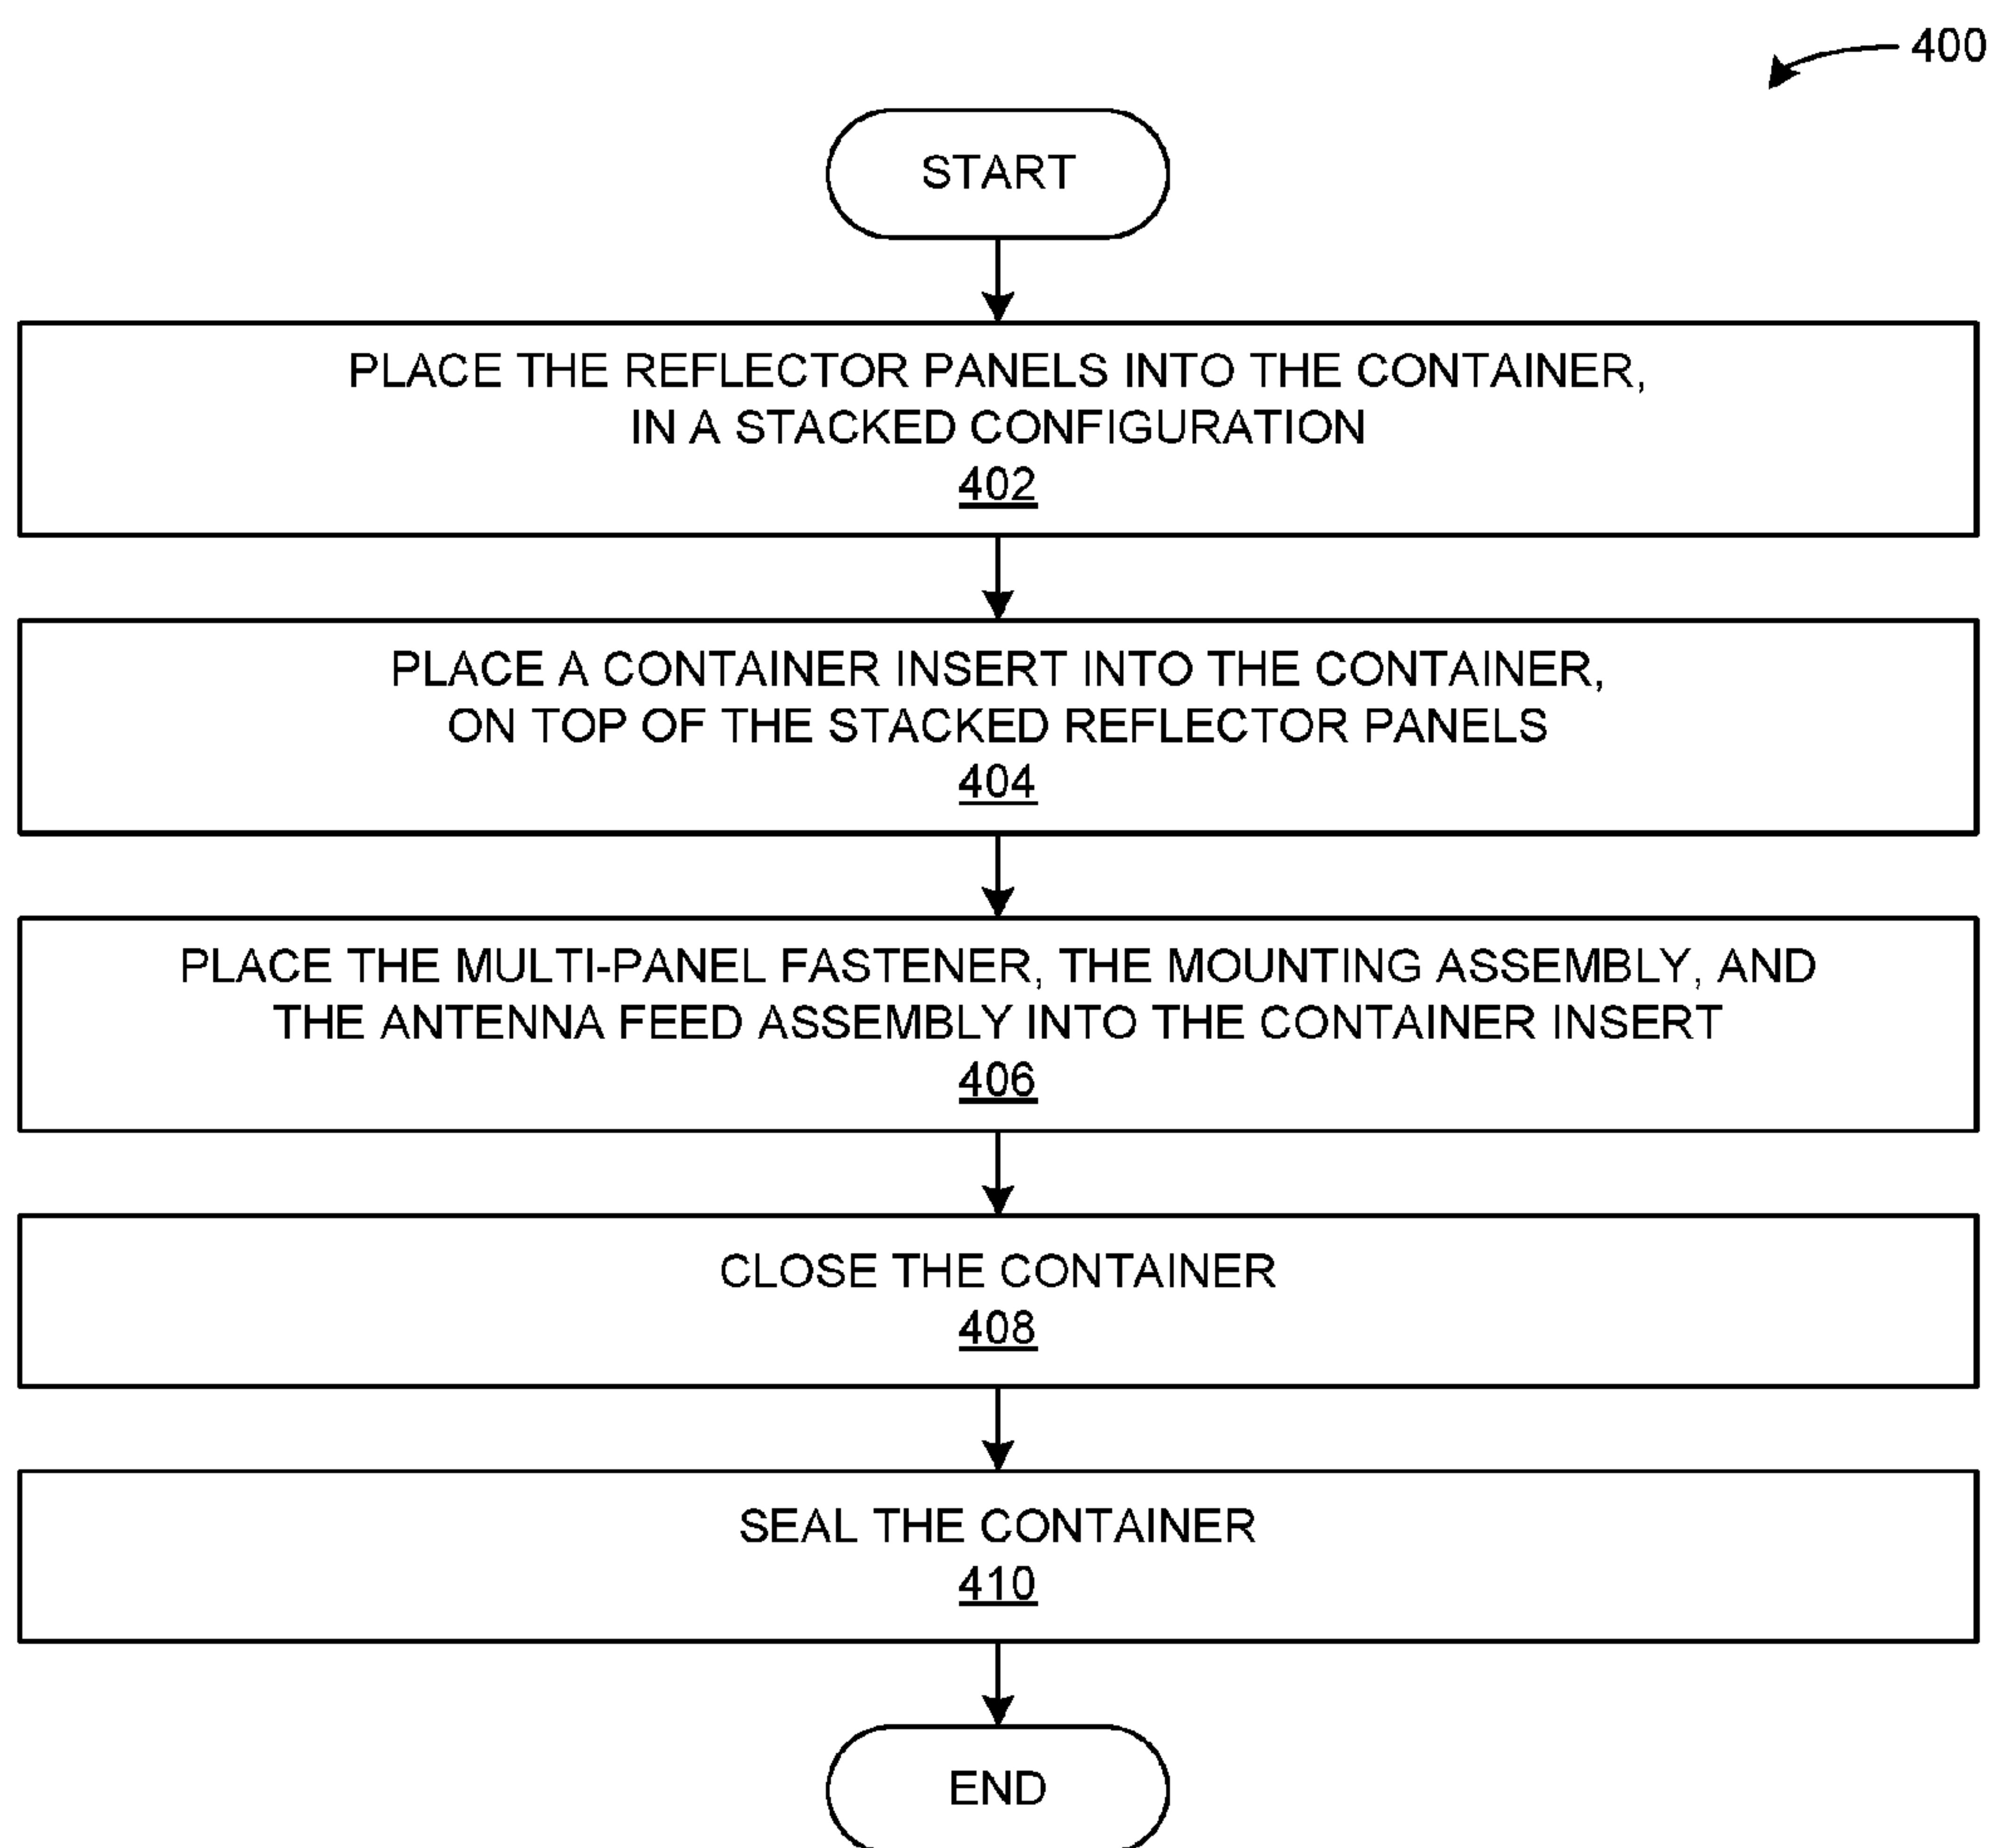 400
START
PLACE THE REFLECTOR PANELS INTO THE CONTAINER,
IN A STACKED CONFIGURATION
402
PLACE A CONTAINER INSERT INTO THE CONTAINER,
ON TOP OF THE STACKED REFLECTOR PANELS
404
PLACE THE MULTI-PANEL FASTENER, THE MOUNTING ASSEMBLY, AND
THE ANTENNA FEED ASSEMBLY INTO THE CONTAINER INSERT
406
CLOSE THE CONTAINER
408
SEAL THE CONTAINER
410
END